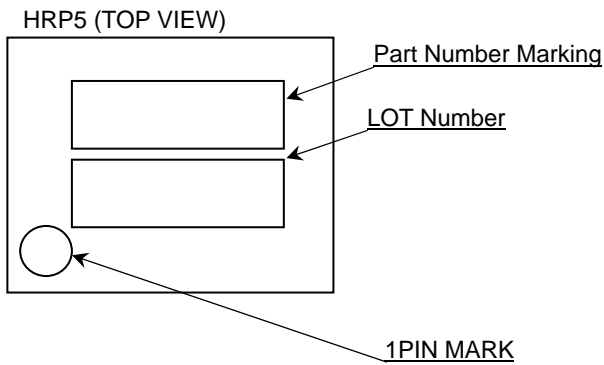 HRP5 (TOP VIEW)
Part Number Marking
LOT Number
1PIN MARK